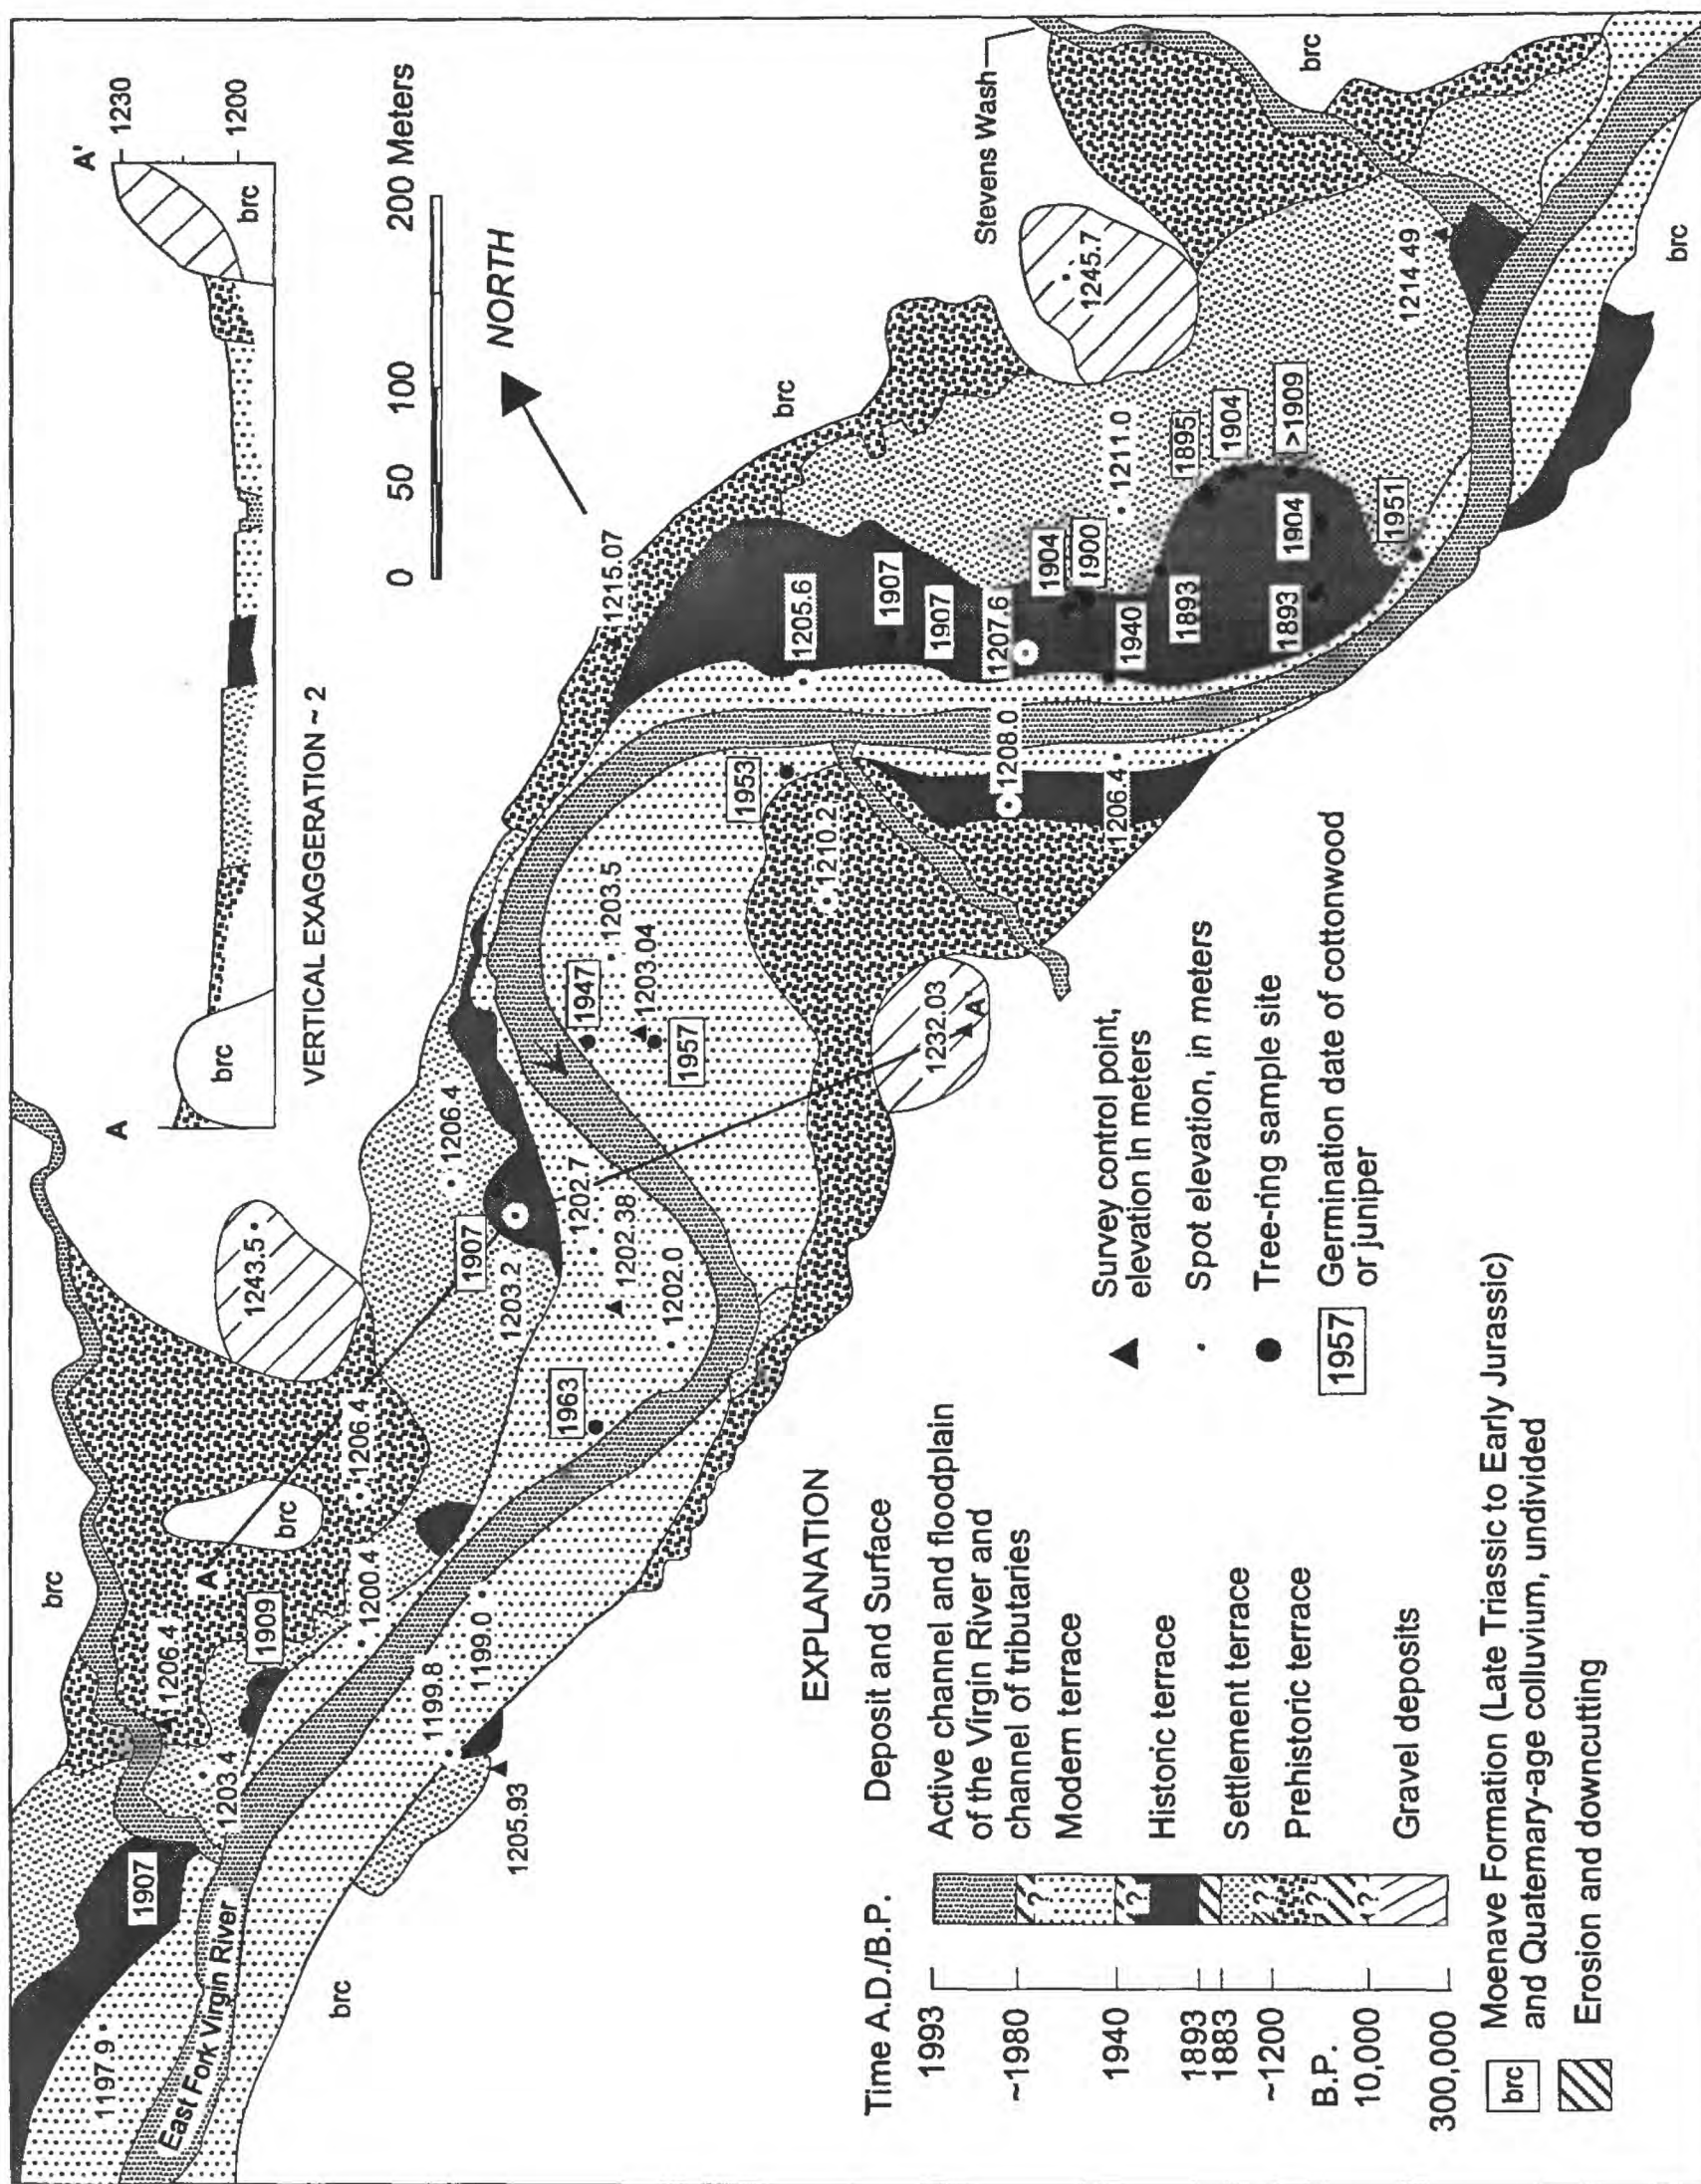 A
A'
1230
1200
brc
brc
VERTICAL EXAGGERATION ~ 2
0 50 100 200 Meters
NORTH
Stevens Wash
brc
brc
1245.7
1214.49
brc
1215.07
1211.0
1895
1904
>1909
1904
1900
1904
1951
1205.6
1907
1907
1207.6
1940
1893
1893
1953
1208.0
1206.4
1210.2
1203.5
1947
1203.04
1957
1232.03
A'
1206.4
1907
1202.7
1203.2
1202.38
1202.0
1963
1243.5
1206.4
brc
A
brc
1206.4
1909
1200.4
1199.0
1199.8
1203.4
1205.93
1907
1197.9
East Fork Virgin River
brc
EXPLANATION
Time A.D./B.P. Deposit and Surface
1993
~1980
1940
1893
1883
~1200
B.P.
10,000
300,000
?
?
?
?
?
Active channel and floodplain
of the Virgin River and
channel of tributaries
Modern terrace
Historic terrace
Settlement terrace
Prehistoric terrace
Gravel deposits
brc Moenave Formation (Late Triassic to Early Jurassic)
and Quaternary-age colluvium, undivided
Erosion and downcutting
Survey control point,
elevation in meters
Spot elevation, in meters
Tree-ring sample site
1957 Germination date of cottonwood
or juniper